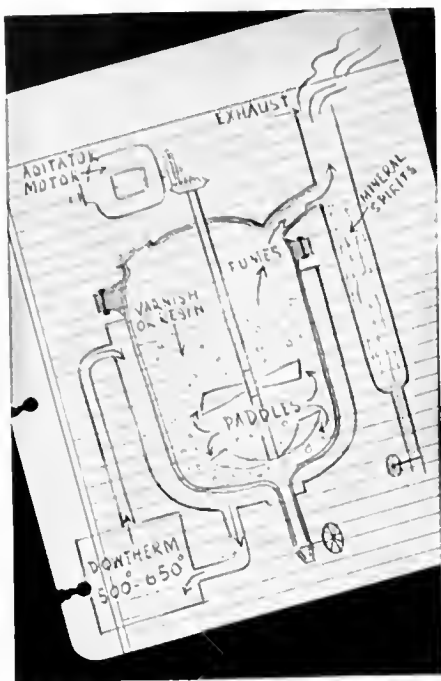 EXHAUST
AGITATOR
MOTOR
MINERAL
SPIRITS
FUMES
VARNISH
OR RESIN
PADDLES
DOWTHERM
500°-650°